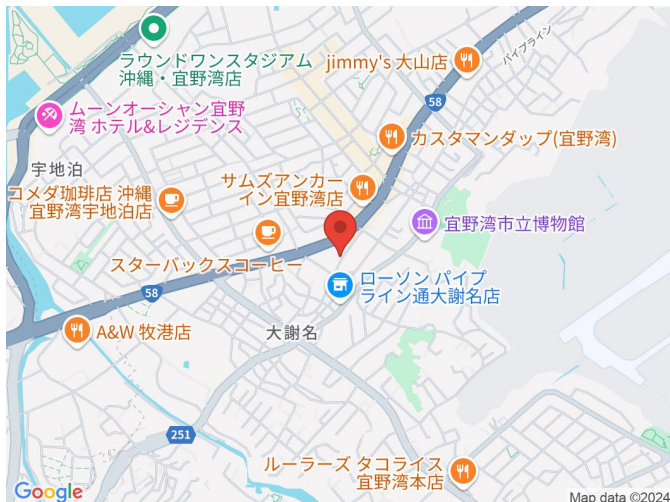 ラウンドワンスタジアム
沖縄・宜野湾店
jimmy's 大山店
パイプライン
58
ムーンオーシャン宜野
湾 ホテル&レジデンス
カスタマンダップ(宜野湾)
宇地泊
コメダ珈琲店 沖縄
宜野湾宇地泊店
サムズアンカー
イン宜野湾店
宜野湾市立博物館
スターバックスコーヒー
ローソン パイプ
ライン通大謝名店
58
A&W 牧港店
大謝名
251
ルーラーズ タコライス
宜野湾本店
Google
Map data ©2024